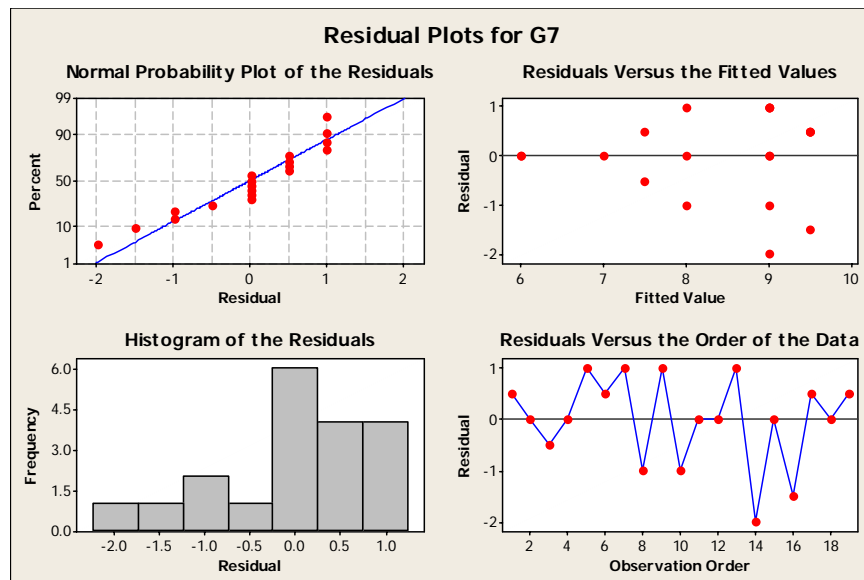 Residual Plots for G7
Normal Probability Plot of the Residuals
99
90
50
10
1
Percent
-2 -1 0 1 2
Residual
Residuals Versus the Fitted Values
1
0
-1
-2
Residual
6 7 8 9 10
Fitted Value
Histogram of the Residuals
6.0
4.5
3.0
1.5
0.0
Frequency
-2.0 -1.5 -1.0 -0.5 0.0 0.5 1.0
Residual
Residuals Versus the Order of the Data
1
0
-1
-2
Residual
2 4 6 8 10 12 14 16 18
Observation Order